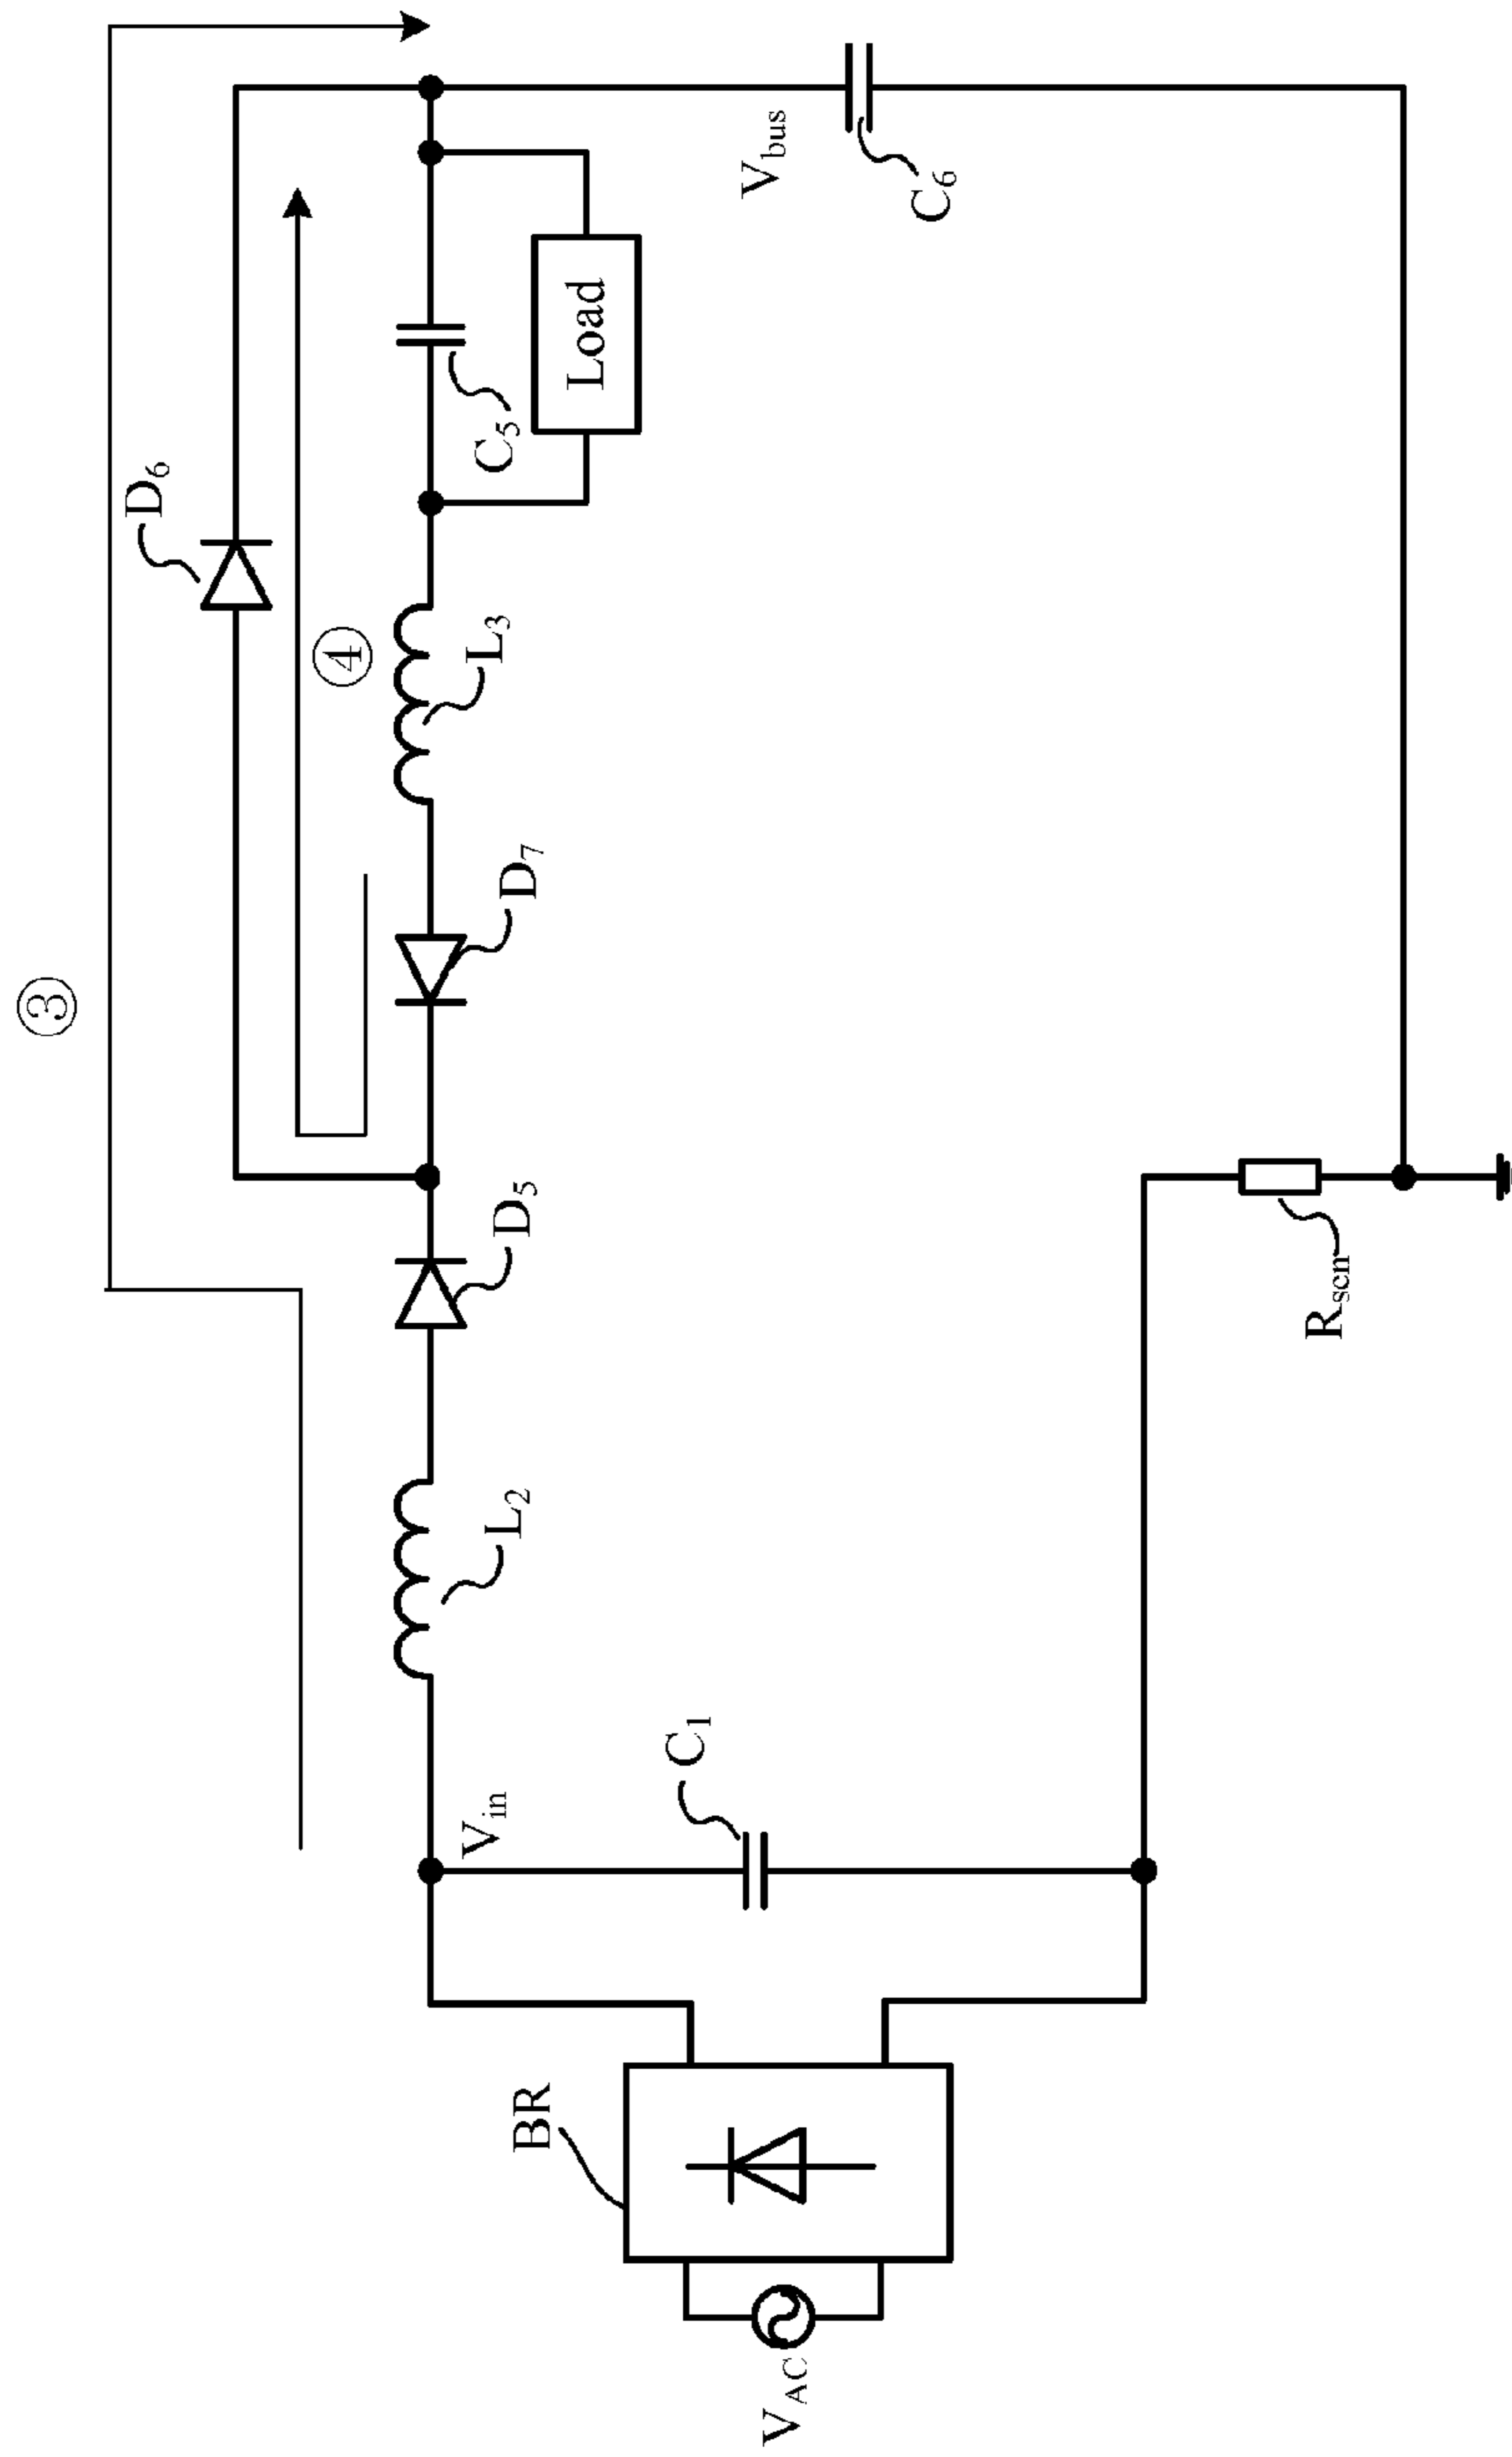 ③
D6
④
L3
C5
Load
Vbus
C6
D7
D5
L2
Vin
C1
Rscn
BR
VAC